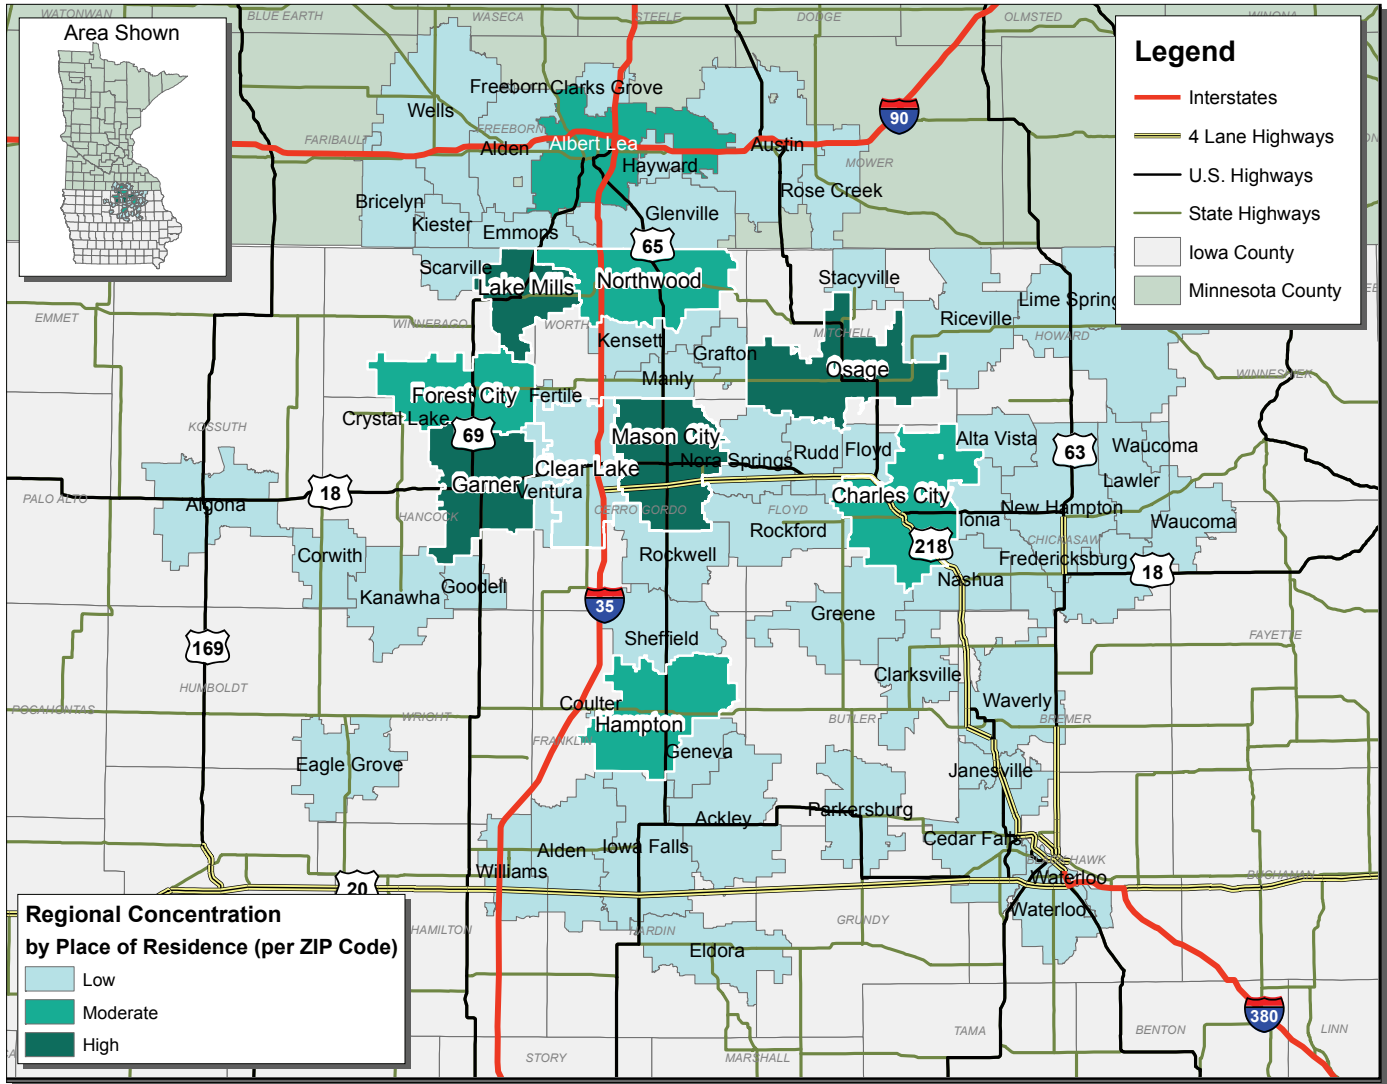 WATONWAN
BLUE EARTH
WASECA
STEELE
DODGE
OLMSTED
WINONA
Area Shown
Legend
Interstates
4 Lane Highways
U.S. Highways
State Highways
Iowa County
Minnesota County
Freeborn
Clarks Grove
Wells
90
FARIBAULT
FREEBORN
Alden
Albert Lea
Austin
MOWER
Hayward
Bricelyn
Rose Creek
Kiester
Emmons
Glenville
65
Scarville
Lake Mills
Northwood
Stacyville
Lime Spring
EMMET
WINNEBAGO
WORTH
MITCHELL
Riceville
HOWARD
Kensett
Grafton
Osage
WINNESHIEK
Manly
Forest City
Fertile
Crystal Lake
KOSSUTH
69
Mason City
Alta Vista
63
Waucoma
Nora Springs
Rudd
Floyd
Clear Lake
Lawler
PALO ALTO
18
Algona
Garner
Ventura
Charles City
HANCOCK
CERRO GORDO
FLOYD
Ionia
New Hampton
Waucoma
Rockford
218
CHICKASAW
Corwith
Rockwell
Fredericksburg
18
Nashua
Goodell
Kanawha
35
Greene
169
Sheffield
FAYETTE
HUMBOLDT
Clarksville
Coulter
Waverly
POCAHONTAS
WRIGHT
Hampton
BUTLER
BREMER
FRANKLIN
Geneva
Eagle Grove
Janesville
Ackley
Parkersburg
Alden
Iowa Falls
Cedar Falls
BLACK HAWK
Williams
Waterloo
BUCHANAN
20
Waterloo
GRUNDY
HAMILTON
HARDIN
Eldora
Regional Concentration
by Place of Residence (per ZIP Code)
Low
Moderate
High
380
TAMA
BENTON
LINN
STORY
MARSHALL